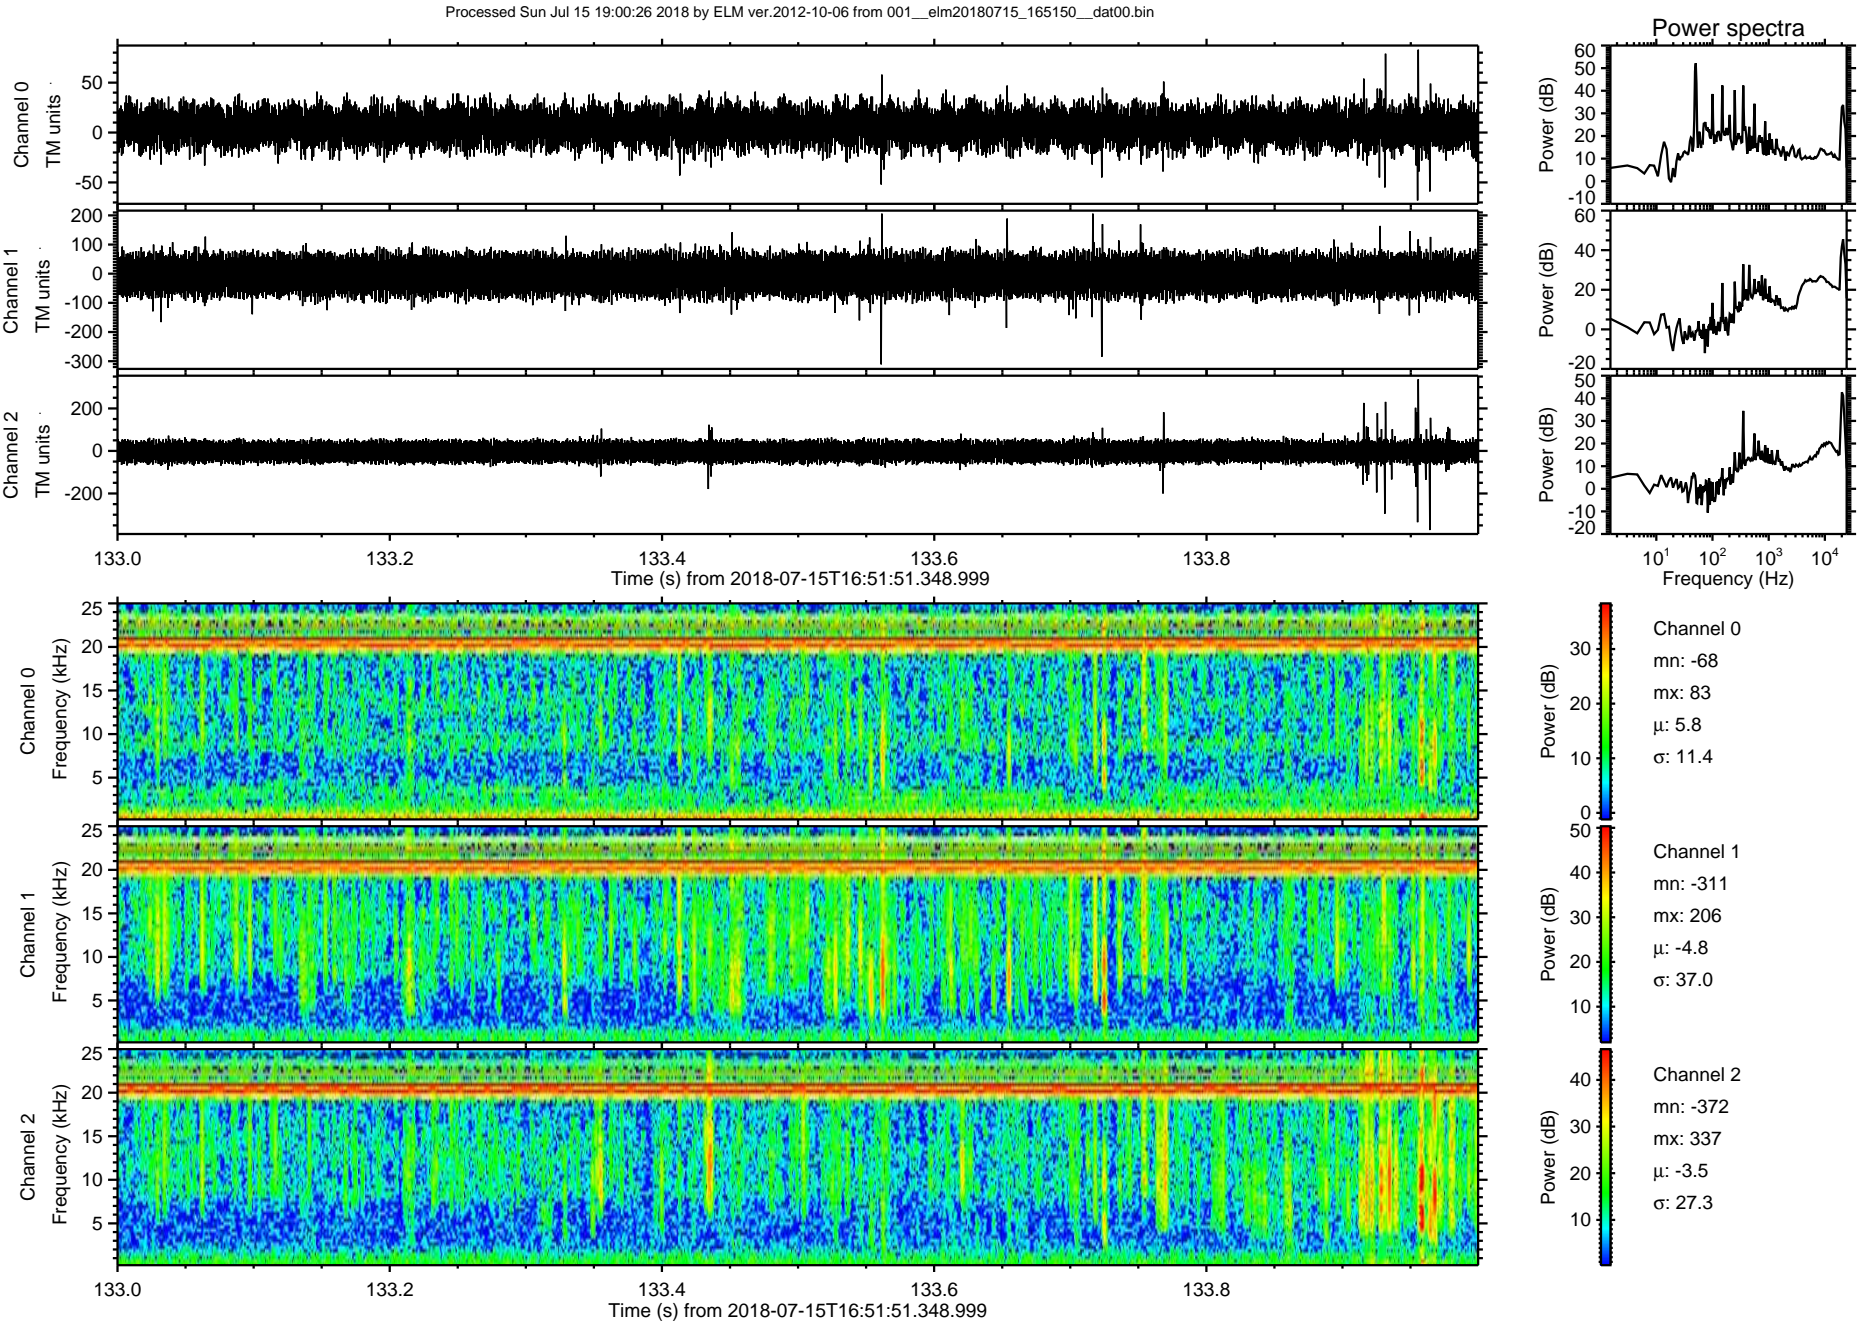 Processed Sun Jul 15 19:00:26 2018 by ELM ver.2012-10-06 from 001__elm20180715_165150__dat00.bin
Power spectra
Channel 0
TM units
50
0
-50
Power (dB)
60
50
40
30
20
10
0
-10
Channel 1
TM units
200
100
0
-100
-200
-300
Power (dB)
60
40
20
0
-20
Channel 2
TM units
200
0
-200
Power (dB)
50
40
30
20
10
0
-10
-20
133.0 133.2 133.4 133.6 133.8
Time (s) from 2018-07-15T16:51:51.348.999
10¹ 10² 10³ 10⁴
Frequency (Hz)
Channel 0
Frequency (kHz)
25
20
15
10
5
Power (dB)
30
20
10
0
Channel 0
mn: -68
mx: 83
µ: 5.8
σ: 11.4
Channel 1
Frequency (kHz)
25
20
15
10
5
Power (dB)
50
40
30
20
10
Channel 1
mn: -311
mx: 206
µ: -4.8
σ: 37.0
Channel 2
Frequency (kHz)
25
20
15
10
5
Power (dB)
40
30
20
10
Channel 2
mn: -372
mx: 337
µ: -3.5
σ: 27.3
133.0 133.2 133.4 133.6 133.8
Time (s) from 2018-07-15T16:51:51.348.999